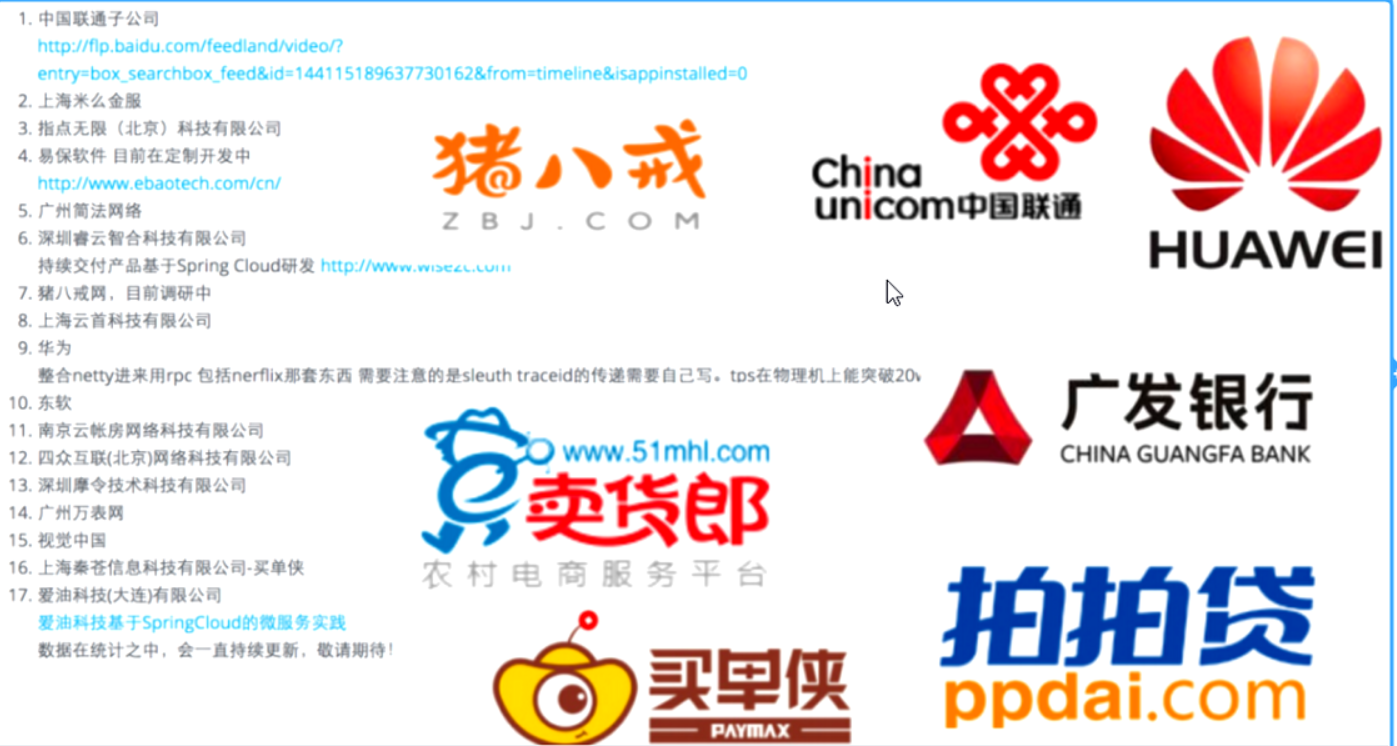 1. 中国联通子公司
http://flp.baidu.com/feedland/video/?
entry=box_searchbox_feed&id=144115189637730162&from=timeline&isappinstalled=0
2. 上海米么金服
3. 指点无限（北京）科技有限公司
4. 易保软件 目前在定制开发中
http://www.ebaotech.com/cn/
5. 广州简法网络
6. 深圳睿云智合科技有限公司
持续交付产品基于Spring Cloud研发 http://www.wise2c.com
7. 猪八戒网，目前调研中
8. 上海云首科技有限公司
9. 华为
整合netty进来用rpc 包括nerflix那套东西 需要注意的是sleuth traceid的传递需要自己写。tps在物理机上能突破20w
10. 东软
11. 南京云帐房网络科技有限公司
12. 四众互联(北京)网络科技有限公司
13. 深圳摩令技术科技有限公司
14. 广州万表网
15. 视觉中国
16. 上海秦苍信息科技有限公司-买单侠
17. 爱油科技(大连)有限公司
爱油科技基于SpringCloud的微服务实践
数据在统计之中，会一直持续更新，敬请期待！
猪八戒
ZBJ.COM
China
unicom中国联通
HUAWEI
www.51mhl.com
卖货郎
农村电商服务平台
广发银行
CHINA GUANGFA BANK
买单侠
PAYMAX
拍拍贷
ppdai.com